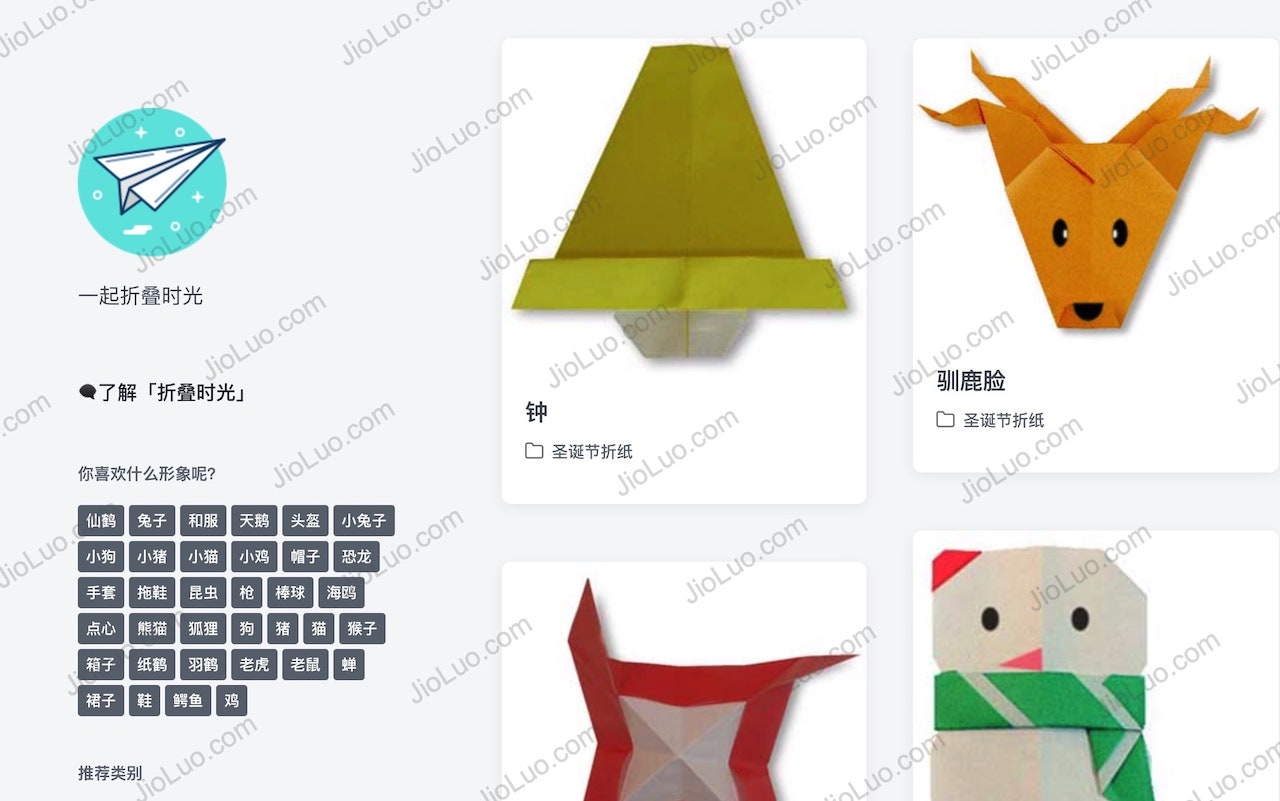 一起折叠时光
🗨了解「折叠时光」
你喜欢什么形象呢?
仙鹤 兔子 和服 天鹅 头盔 小兔子
小狗 小猪 小猫 小鸡 帽子 恐龙
手套 拖鞋 昆虫 枪 棒球 海鸥
点心 熊猫 狐狸 狗 猪 猫 猴子
箱子 纸鹤 羽鹤 老虎 老鼠 蝉
裙子 鞋 鳄鱼 鸡
推荐类别
钟
圣诞节折纸
驯鹿脸
圣诞节折纸
JioLuo.com